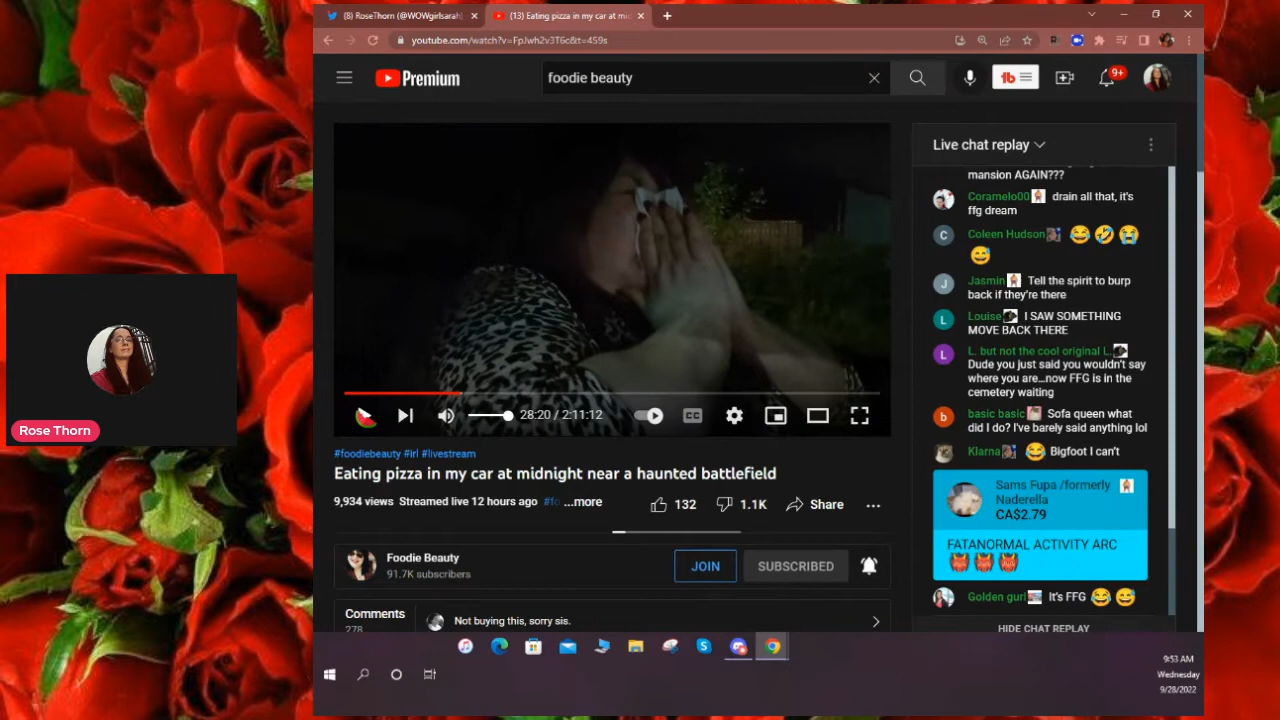 (8) RoseThorn (@WOWgirlsarah
(13) Eating pizza in my car at mid
youtube.com/watch?v=FpJwh2v3T6c&t=459s
Premium
foodie beauty
9+
28:20 / 2:11:12
CC
#foodiebeauty #irl #livestream
Eating pizza in my car at midnight near a haunted battlefield
9,934 views Streamed live 12 hours ago #fo ...more
132
1.1K
Share
Foodie Beauty
91.7K subscribers
JOIN
SUBSCRIBED
Comments
278
Not buying this, sorry sis.
Live chat replay
mansion AGAIN???
Coramelo00 drain all that, it's
ffg dream
Coleen Hudson
Jasmin Tell the spirit to burp
back if they're there
Louise I SAW SOMETHING
MOVE BACK THERE
L. but not the cool original L.
Dude you just said you wouldn't say
where you are...now FFG is in the
cemetery waiting
basic basic Sofa queen what
did I do? I've barely said anything lol
Klarna Bigfoot I can't
Sams Fupa /formerly
Naderella
CA$2.79
FATANORMAL ACTIVITY ARC
Golden gurl It's FFG
HIDE CHAT REPLAY
Rose Thorn
9:53 AM
Wednesday
9/28/2022